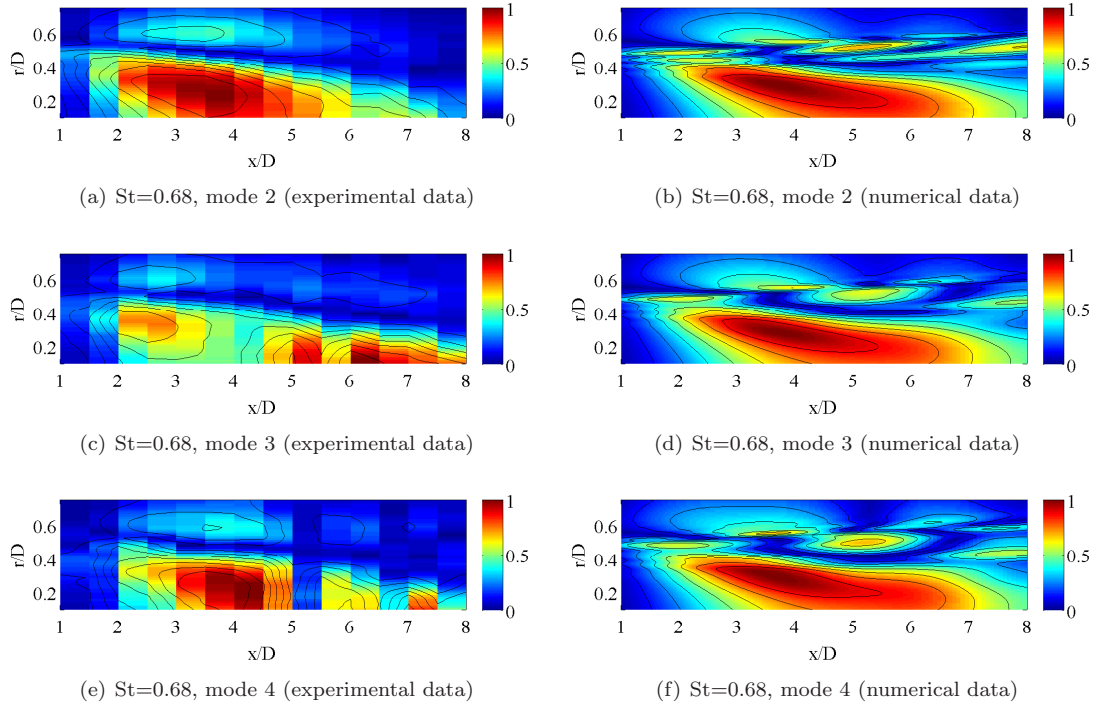 r/D
0.6
0.4
0.2
1 2 3 4 5 6 7 8
x/D
1
0.5
0
(a) St=0.68, mode 2 (experimental data)
r/D
0.6
0.4
0.2
1 2 3 4 5 6 7 8
x/D
1
0.5
0
(b) St=0.68, mode 2 (numerical data)
r/D
0.6
0.4
0.2
1 2 3 4 5 6 7 8
x/D
1
0.5
0
(c) St=0.68, mode 3 (experimental data)
r/D
0.6
0.4
0.2
1 2 3 4 5 6 7 8
x/D
1
0.5
0
(d) St=0.68, mode 3 (numerical data)
r/D
0.6
0.4
0.2
1 2 3 4 5 6 7 8
x/D
1
0.5
0
(e) St=0.68, mode 4 (experimental data)
r/D
0.6
0.4
0.2
1 2 3 4 5 6 7 8
x/D
1
0.5
0
(f) St=0.68, mode 4 (numerical data)